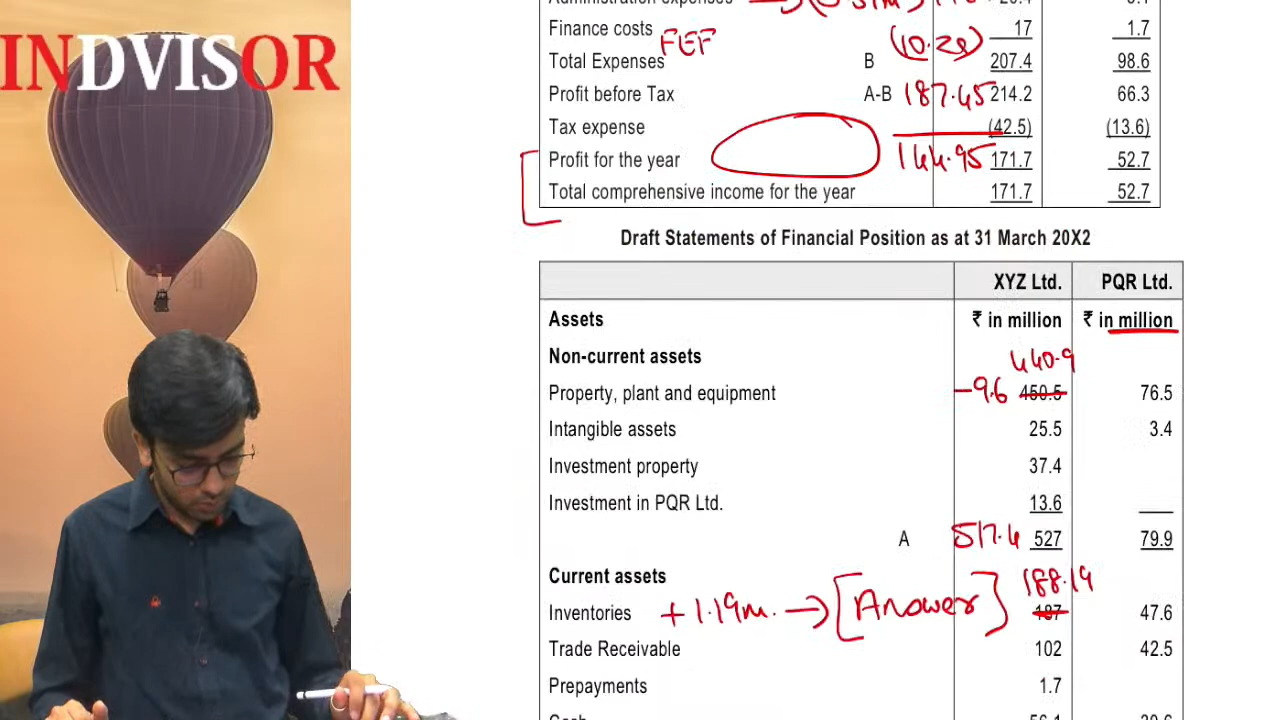 INDVISOR
Administration expenses
Finance costs 17 1.7
FEF (10.2a)
Total Expenses B 207.4 98.6
Profit before Tax A-B 187.45 214.2 66.3
Tax expense (42.5) (13.6)
Profit for the year 144.95 171.7 52.7
Total comprehensive income for the year 171.7 52.7
Draft Statements of Financial Position as at 31 March 20X2
XYZ Ltd. PQR Ltd.
Assets ₹ in million ₹ in million
Non-current assets
440.9
Property, plant and equipment -9.6 450.5 76.5
Intangible assets 25.5 3.4
Investment property 37.4
Investment in PQR Ltd. 13.6
A 517.4 527 79.9
Current assets 188.19
Inventories +1.19m. → [Answer] 187 47.6
Trade Receivable 102 42.5
Prepayments 1.7